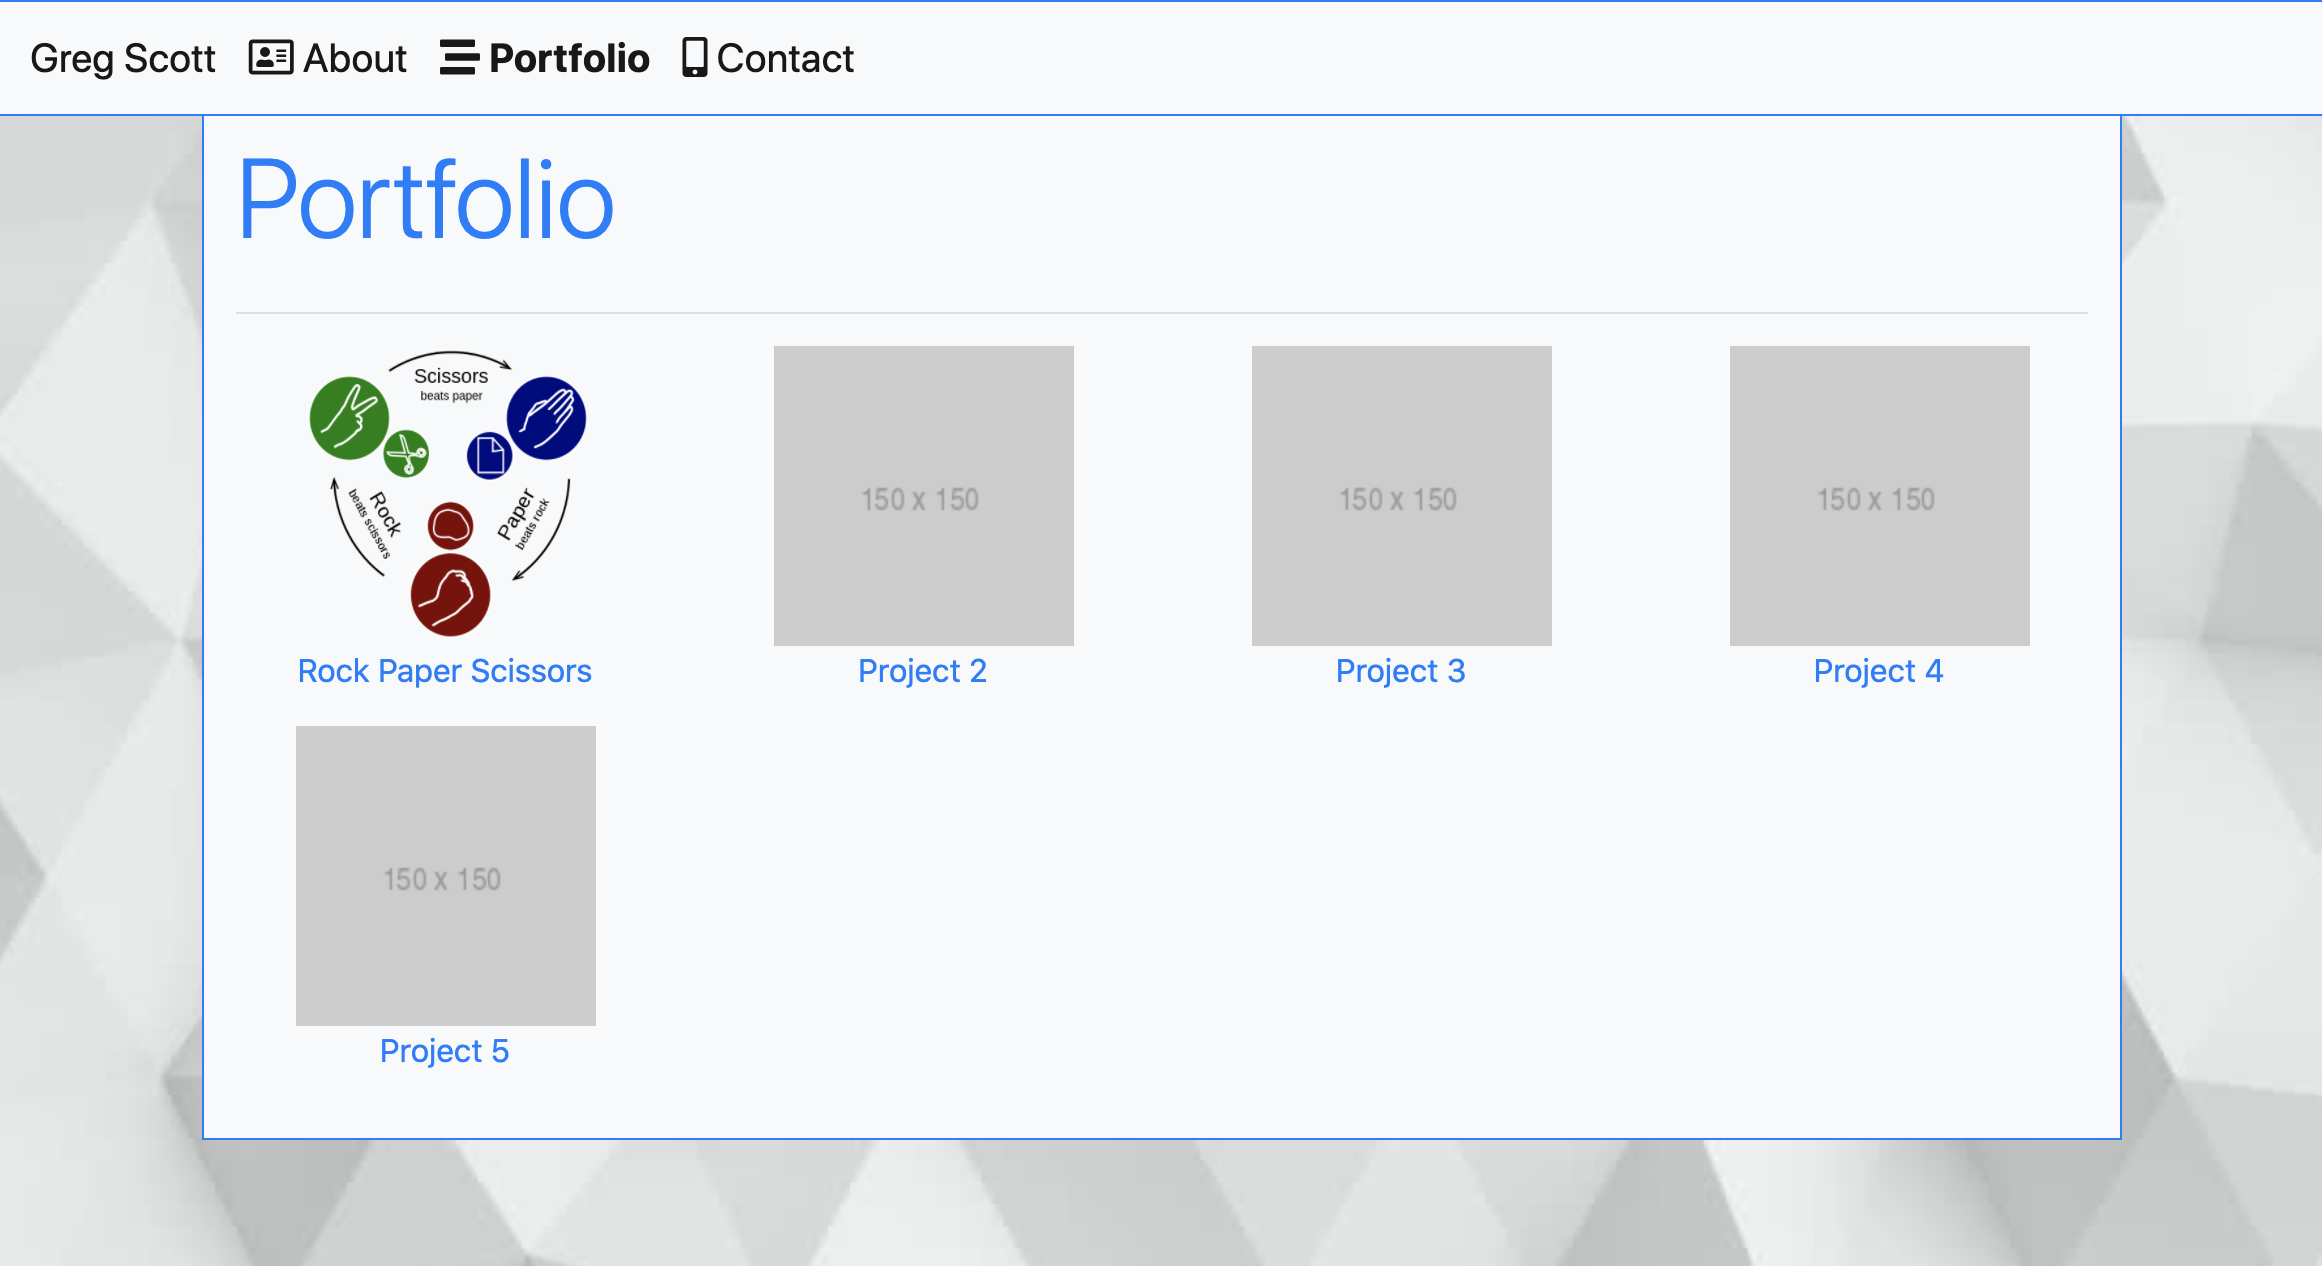 Greg Scott About Portfolio Contact
Portfolio
Scissors
beats paper
Rock
beats scissors
Paper
beats rock
150 x 150
150 x 150
150 x 150
Rock Paper Scissors
Project 2
Project 3
Project 4
150 x 150
Project 5